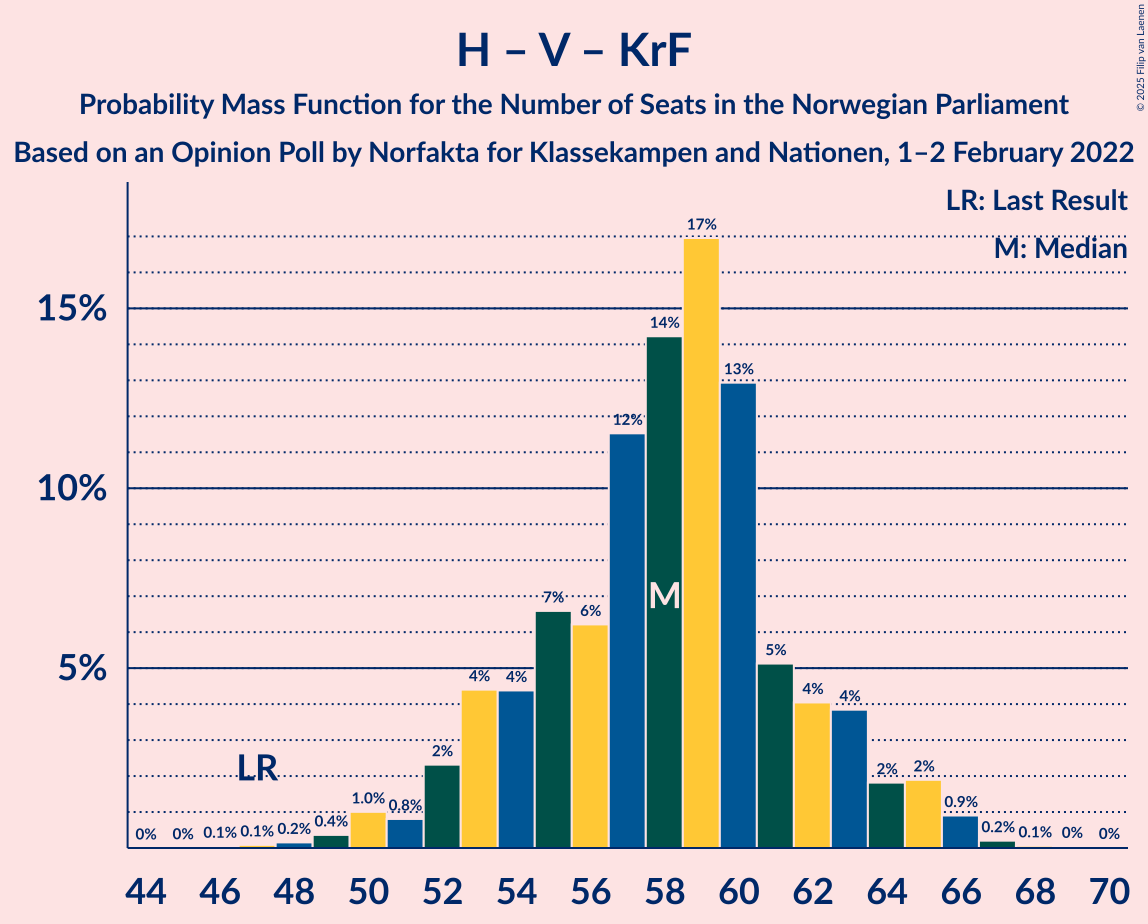 H – V – KrF
Probability Mass Function for the Number of Seats in the Norwegian Parliament
Based on an Opinion Poll by Norfakta for Klassekampen and Nationen, 1–2 February 2022
© 2025 Filip van Laenen
LR: Last Result
M: Median
15%
10%
5%
0% 0% 0.1% 0.1% 0.2% 0.4% 1.0% 0.8% 2% 4% 4% 7% 6% 12% 14% 17% 13% 5% 4% 4% 2% 2% 0.9% 0.2% 0.1% 0% 0%
LR
M
44 46 48 50 52 54 56 58 60 62 64 66 68 70